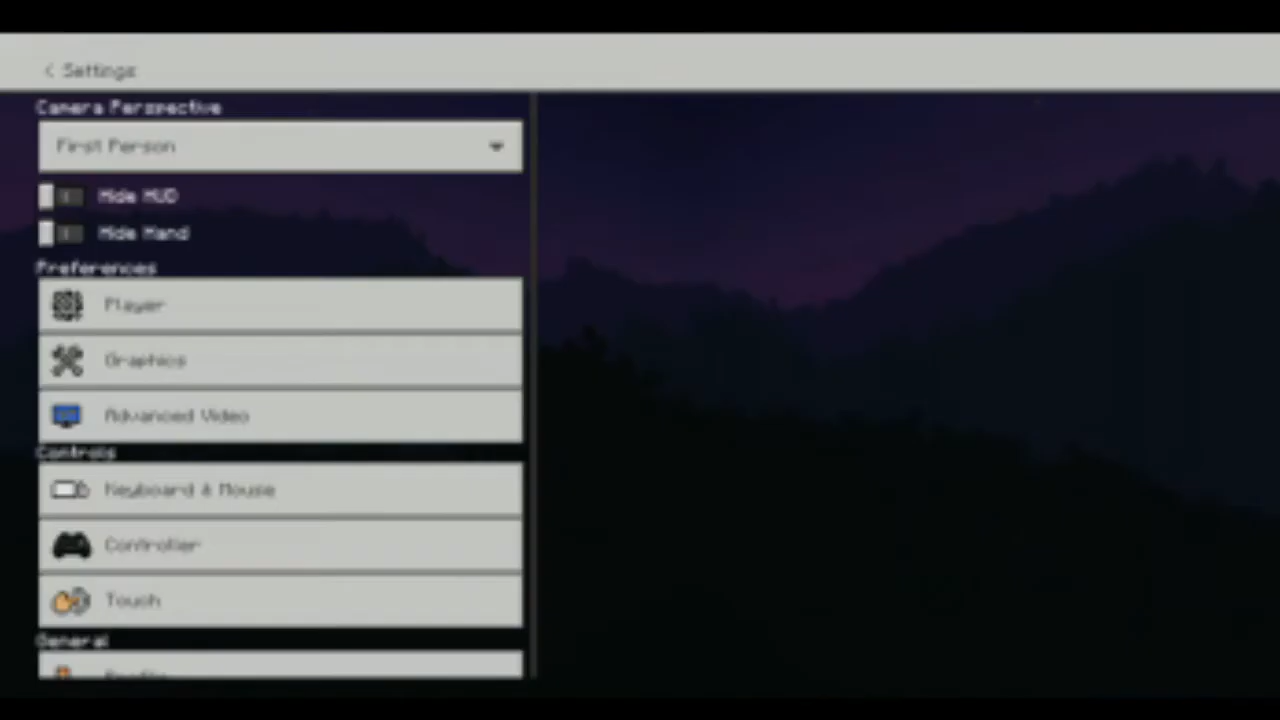 < Settings
Camera Perspective
First Person
Hide HUD
Hide Hand
Preferences
Player
Graphics
Advanced Video
Controls
Keyboard & Mouse
Controller
Touch
General
Profile